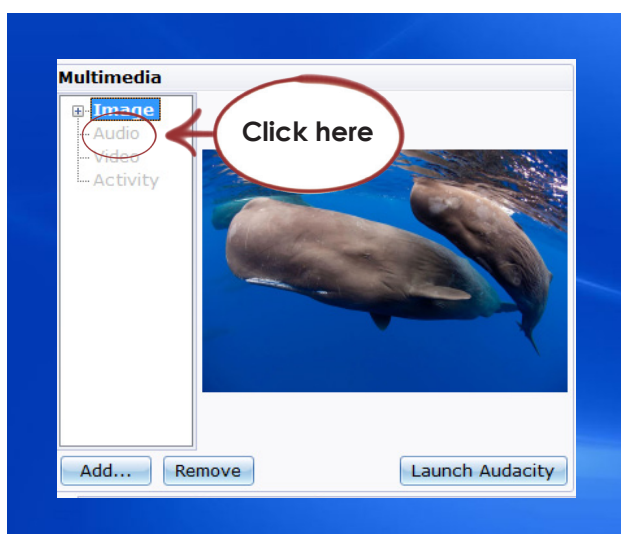 Multimedia
Image
Audio
Click here
Video
Activity
Add...
Remove
Launch Audacity